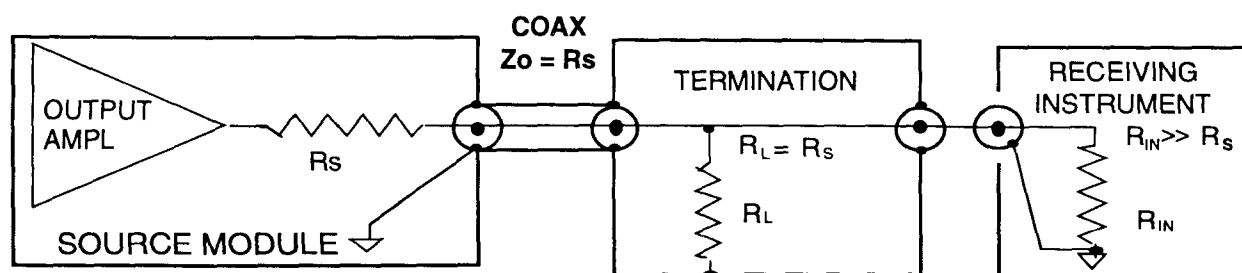 COAX
Zo = Rs
OUTPUT
AMPL
Rs
SOURCE MODULE
TERMINATION
RL = RS
RL
RECEIVING
INSTRUMENT
RIN>> RS
RIN